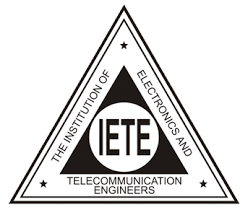 THE INSTITUTION OF
ELECTRONICS AND
IETE
TELECOMMUNICATION
ENGINEERS